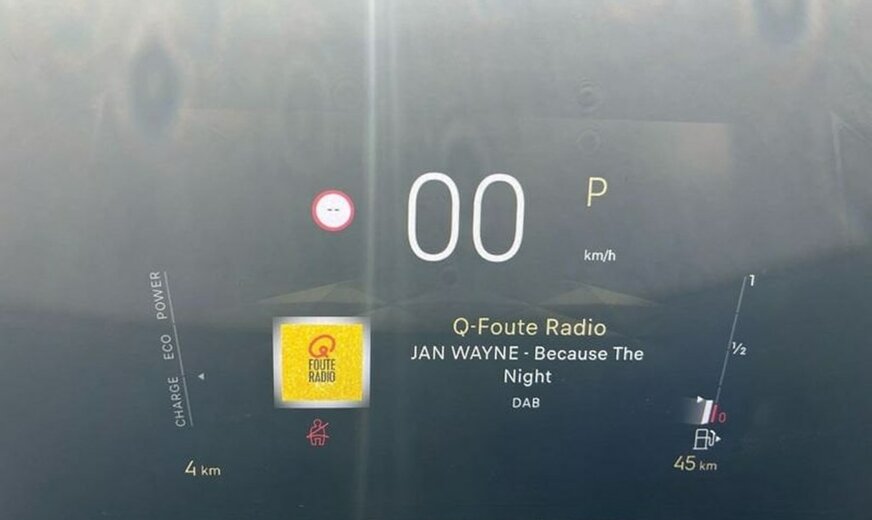 00
P
--
km/h
1
POWER
ECO
CHARGE
Q-Foute Radio
JAN WAYNE - Because The
Night
DAB
Q
FOUTE
RADIO
1/2
0
4 km
45 km